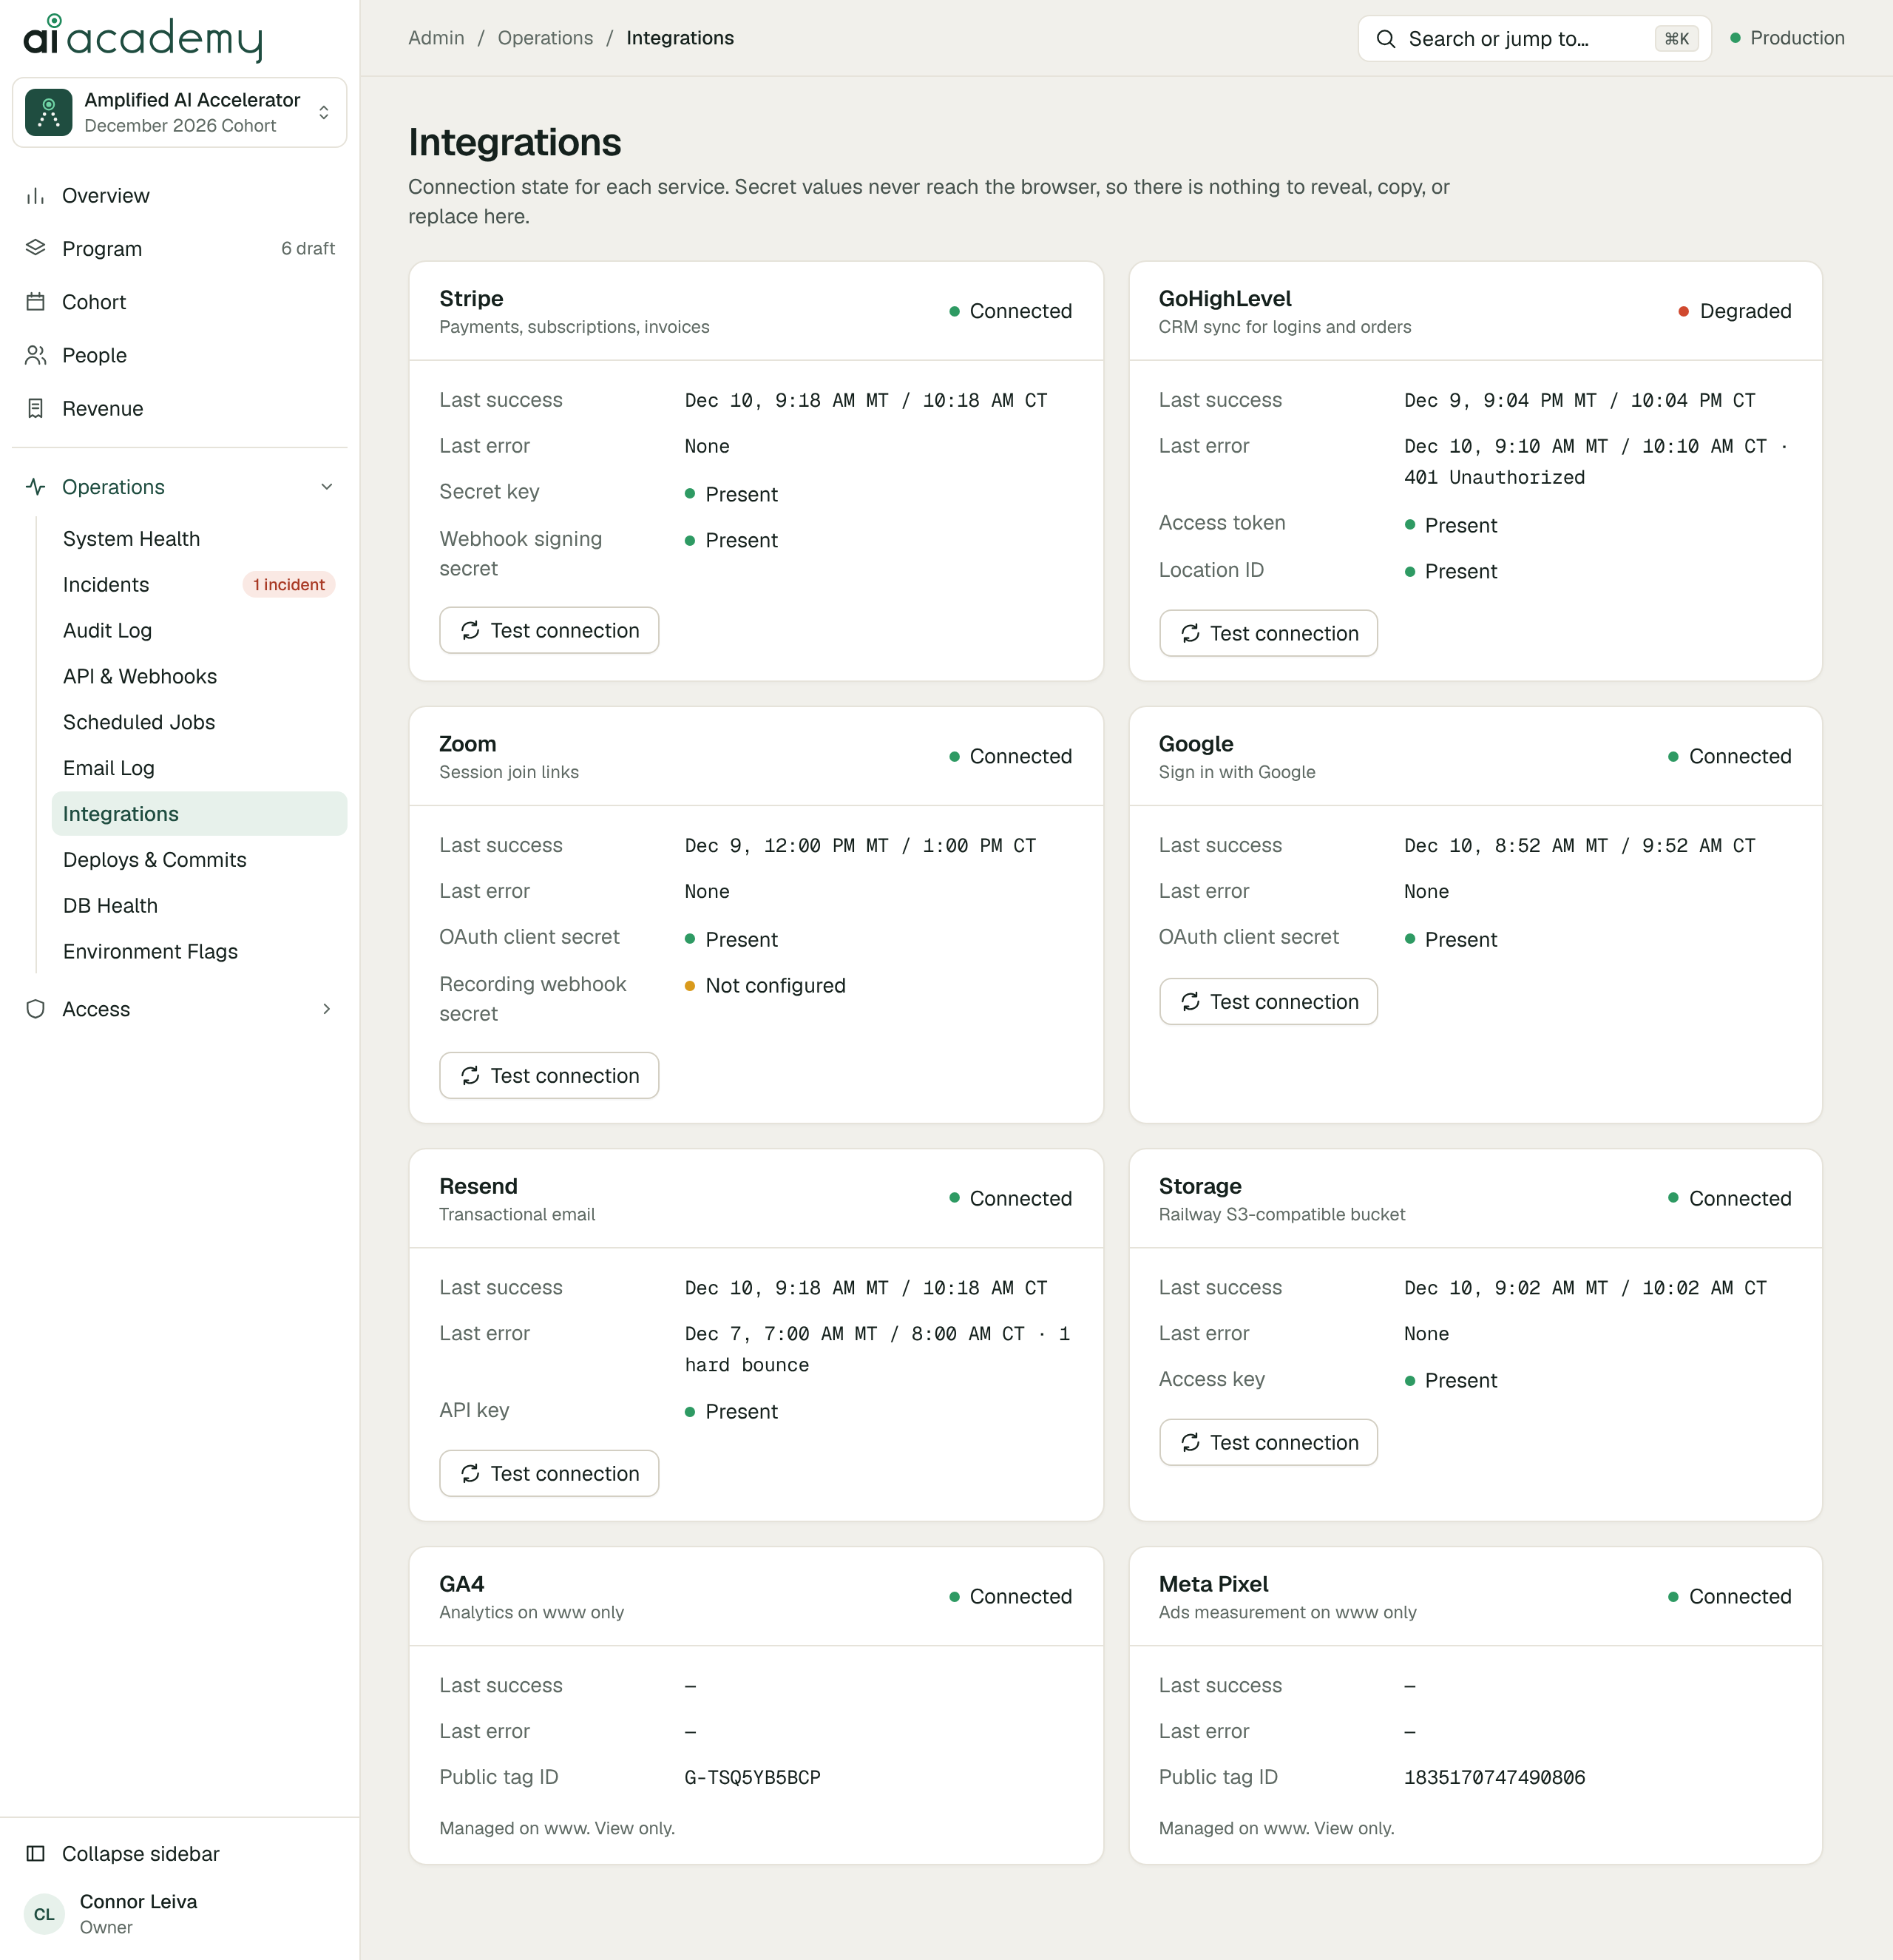 ai academy
Amplified AI Accelerator
December 2026 Cohort
Overview
Program 6 draft
Cohort
People
Revenue
Operations
System Health
Incidents 1 incident
Audit Log
API & Webhooks
Scheduled Jobs
Email Log
Integrations
Deploys & Commits
DB Health
Environment Flags
Access
Collapse sidebar
CL
Connor Leiva
Owner
Admin / Operations / Integrations
Search or jump to... ⌘K
Production
Integrations
Connection state for each service. Secret values never reach the browser, so there is nothing to reveal, copy, or
replace here.
Stripe
Payments, subscriptions, invoices
Connected
Last success Dec 10, 9:18 AM MT / 10:18 AM CT
Last error None
Secret key Present
Webhook signing Present
secret
Test connection
GoHighLevel
CRM sync for logins and orders
Degraded
Last success Dec 9, 9:04 PM MT / 10:04 PM CT
Last error Dec 10, 9:10 AM MT / 10:10 AM CT ·
401 Unauthorized
Access token Present
Location ID Present
Test connection
Zoom
Session join links
Connected
Last success Dec 9, 12:00 PM MT / 1:00 PM CT
Last error None
OAuth client secret Present
Recording webhook Not configured
secret
Test connection
Google
Sign in with Google
Connected
Last success Dec 10, 8:52 AM MT / 9:52 AM CT
Last error None
OAuth client secret Present
Test connection
Resend
Transactional email
Connected
Last success Dec 10, 9:18 AM MT / 10:18 AM CT
Last error Dec 7, 7:00 AM MT / 8:00 AM CT · 1
hard bounce
API key Present
Test connection
Storage
Railway S3-compatible bucket
Connected
Last success Dec 10, 9:02 AM MT / 10:02 AM CT
Last error None
Access key Present
Test connection
GA4
Analytics on www only
Connected
Last success –
Last error –
Public tag ID G-TSQ5YB5BCP
Managed on www. View only.
Meta Pixel
Ads measurement on www only
Connected
Last success –
Last error –
Public tag ID 1835170747490806
Managed on www. View only.